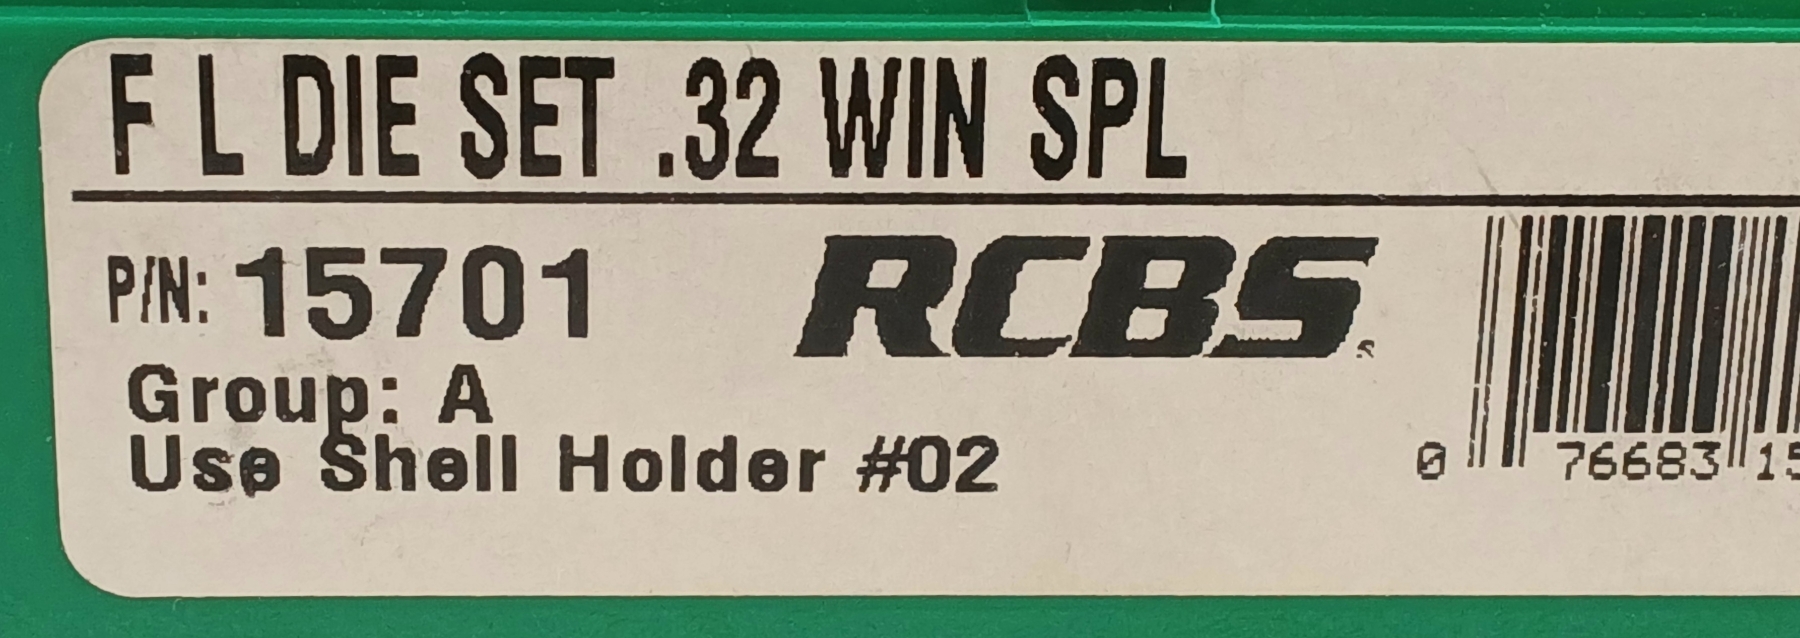 F L DIE SET .32 WIN SPL
P/N: 15701
RCBS
Group: A
Use Shell Holder #02
0 76683 15